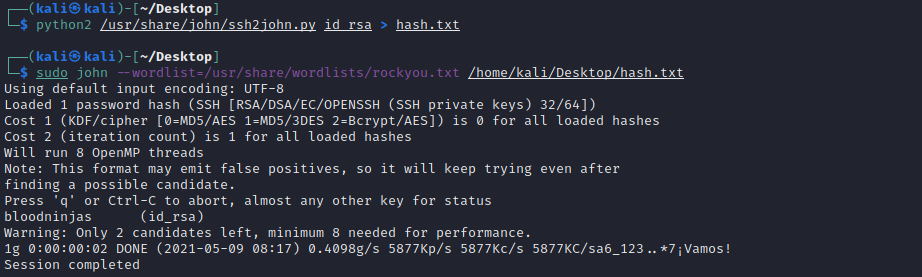 ┌──(kali㉿kali)-[~/Desktop]
└─$ python2 /usr/share/john/ssh2john.py id_rsa > hash.txt
┌──(kali㉿kali)-[~/Desktop]
└─$ sudo john --wordlist=/usr/share/wordlists/rockyou.txt /home/kali/Desktop/hash.txt
Using default input encoding: UTF-8
Loaded 1 password hash (SSH [RSA/DSA/EC/OPENSSH (SSH private keys) 32/64])
Cost 1 (KDF/cipher [0=MD5/AES 1=MD5/3DES 2=Bcrypt/AES]) is 0 for all loaded hashes
Cost 2 (iteration count) is 1 for all loaded hashes
Will run 8 OpenMP threads
Note: This format may emit false positives, so it will keep trying even after
finding a possible candidate.
Press 'q' or Ctrl-C to abort, almost any other key for status
bloodninjas      (id_rsa)
Warning: Only 2 candidates left, minimum 8 needed for performance.
1g 0:00:00:02 DONE (2021-05-09 08:17) 0.4098g/s 5877Kp/s 5877Kc/s 5877KC/sa6_123..*7¡Vamos!
Session completed